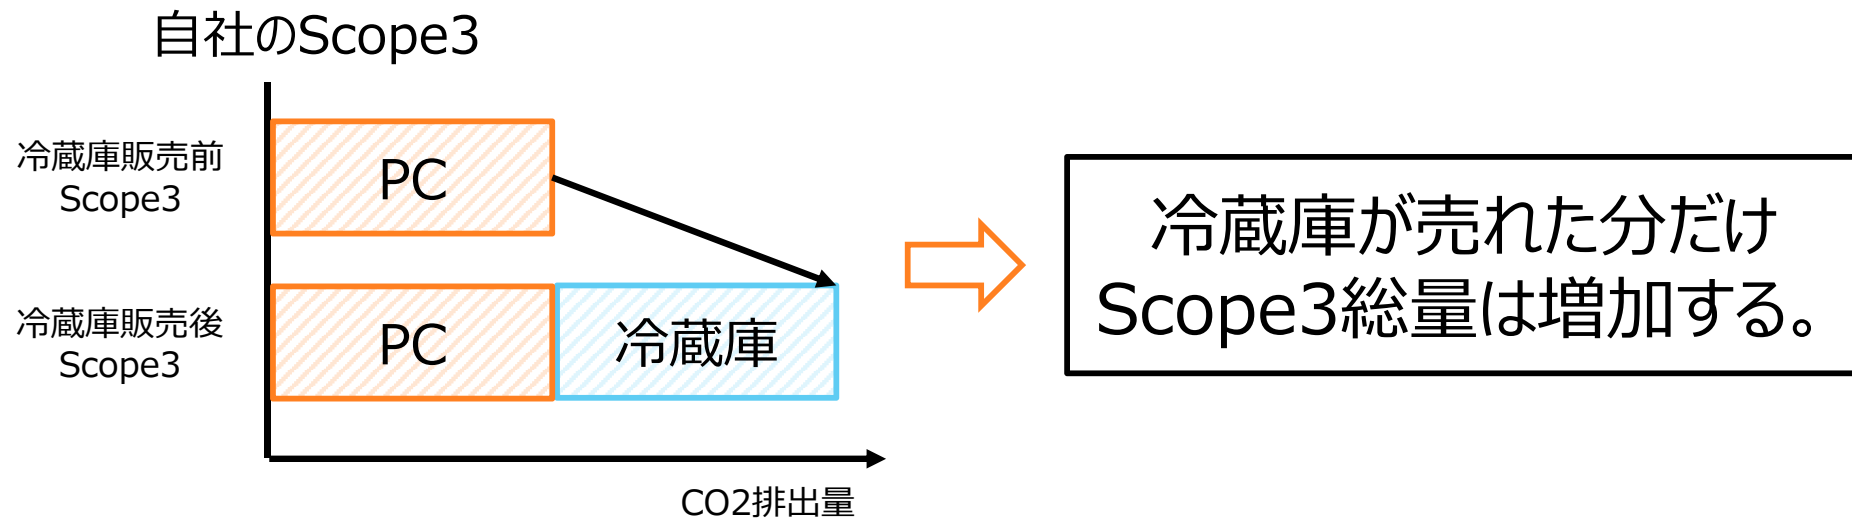 自社のScope3
冷蔵庫販売前
Scope3
PC
冷蔵庫販売後
Scope3
PC
冷蔵庫
CO2排出量
冷蔵庫が売れた分だけ
Scope3総量は増加する。